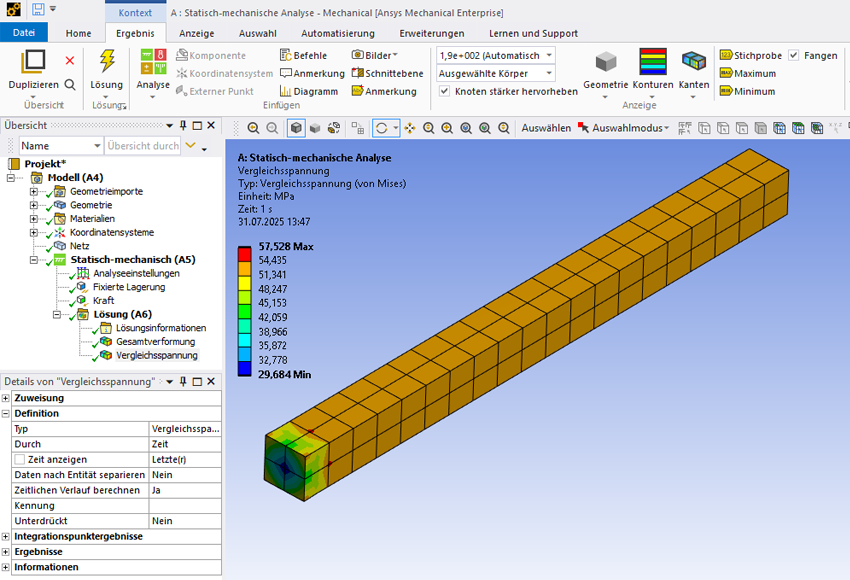 Kontext
A : Statisch-mechanische Analyse - Mechanical [Ansys Mechanical Enterprise]
Datei Home Ergebnis Anzeige Auswahl Automatisierung Erweiterungen Lernen und Support
Duplizieren
Übersicht
Lösung
Lösung
Analyse
Komponente
Koordinatensystem
Externer Punkt
Befehle
Anmerkung
Diagramm
Bilder
Schnittebene
Anmerkung
Einfügen
1,9e+002 (Automatisch
Ausgewählte Körper
Knoten stärker hervorheben
Geometrie
Konturen
Kanten
Anzeige
Stichprobe
Maximum
Minimum
Fangen
Übersicht
Name
Übersicht durch
Auswählen
Auswahlmodus
Projekt*
Modell (A4)
Geometrieimporte
Geometrie
Materialien
Koordinatensysteme
Netz
Statisch-mechanisch (A5)
Analyseeinstellungen
Fixierte Lagerung
Kraft
Lösung (A6)
Lösungsinformationen
Gesamtverformung
Vergleichsspannung
Details von "Vergleichsspannung"
Zuweisung
Definition
Typ Vergleichsspa...
Durch Zeit
Zeit anzeigen Letzte(r)
Daten nach Entität separieren Nein
Zeitlichen Verlauf berechnen Ja
Kennung
Unterdrückt Nein
Integrationspunktergebnisse
Ergebnisse
Informationen
A: Statisch-mechanische Analyse
Vergleichsspannung
Typ: Vergleichsspannung (von Mises)
Einheit: MPa
Zeit: 1 s
31.07.2025 13:47
57,528 Max
54,435
51,341
48,247
45,153
42,059
38,966
35,872
32,778
29,684 Min